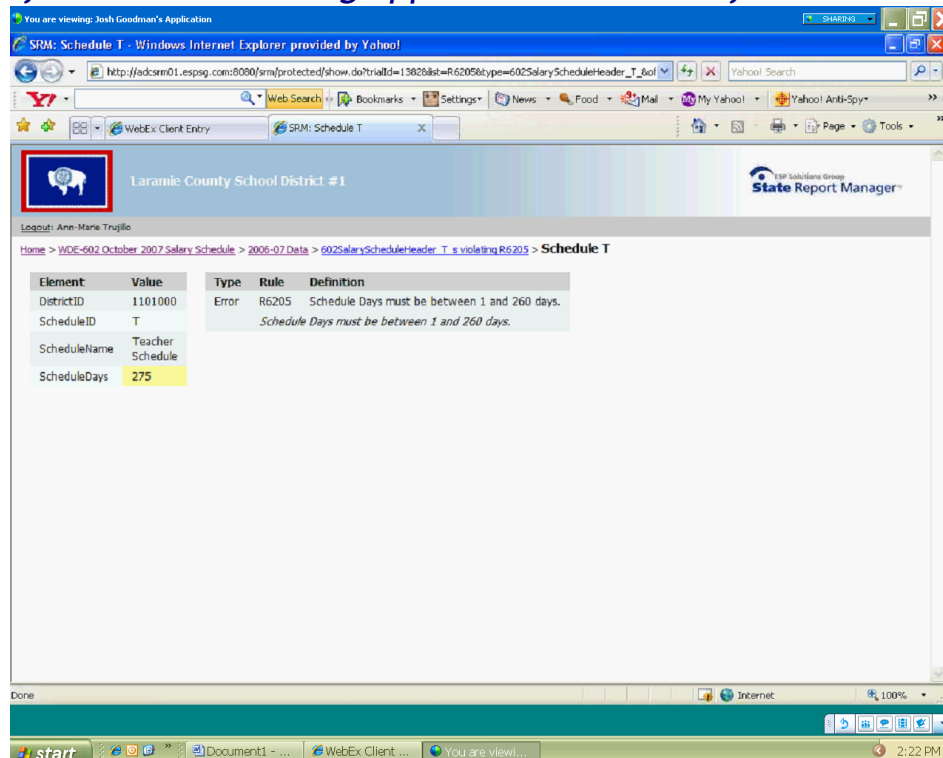 You are viewing: Josh Goodman's Application
SHARING
SRM: Schedule T - Windows Internet Explorer provided by Yahoo!
http://adcsrm01.espsg.com:8080/srm/protected/show.do?trialId=1382&list=R6205&type=602SalaryScheduleHeader_T_&of
Yahoo! Search
Y!
Web Search
Bookmarks
Settings
News
Food
Mail
My Yahoo!
Yahoo! Anti-Spy
WebEx Client Entry
SRM: Schedule T
Page
Tools
Laramie County School District #1
ESP Solutions Group
State Report Manager
Logout: Ann-Marie Trujillo
Home > WDE-602 October 2007 Salary Schedule > 2006-07 Data > 602SalaryScheduleHeader_T_s violating R6205 > Schedule T
Element Value Type Rule Definition
DistrictID 1101000 Error R6205 Schedule Days must be between 1 and 260 days.
ScheduleID T Schedule Days must be between 1 and 260 days.
ScheduleName Teacher Schedule
ScheduleDays 275
Done
Internet
100%
start
Document1 - ...
WebEx Client ...
You are viewi...
2:22 PM